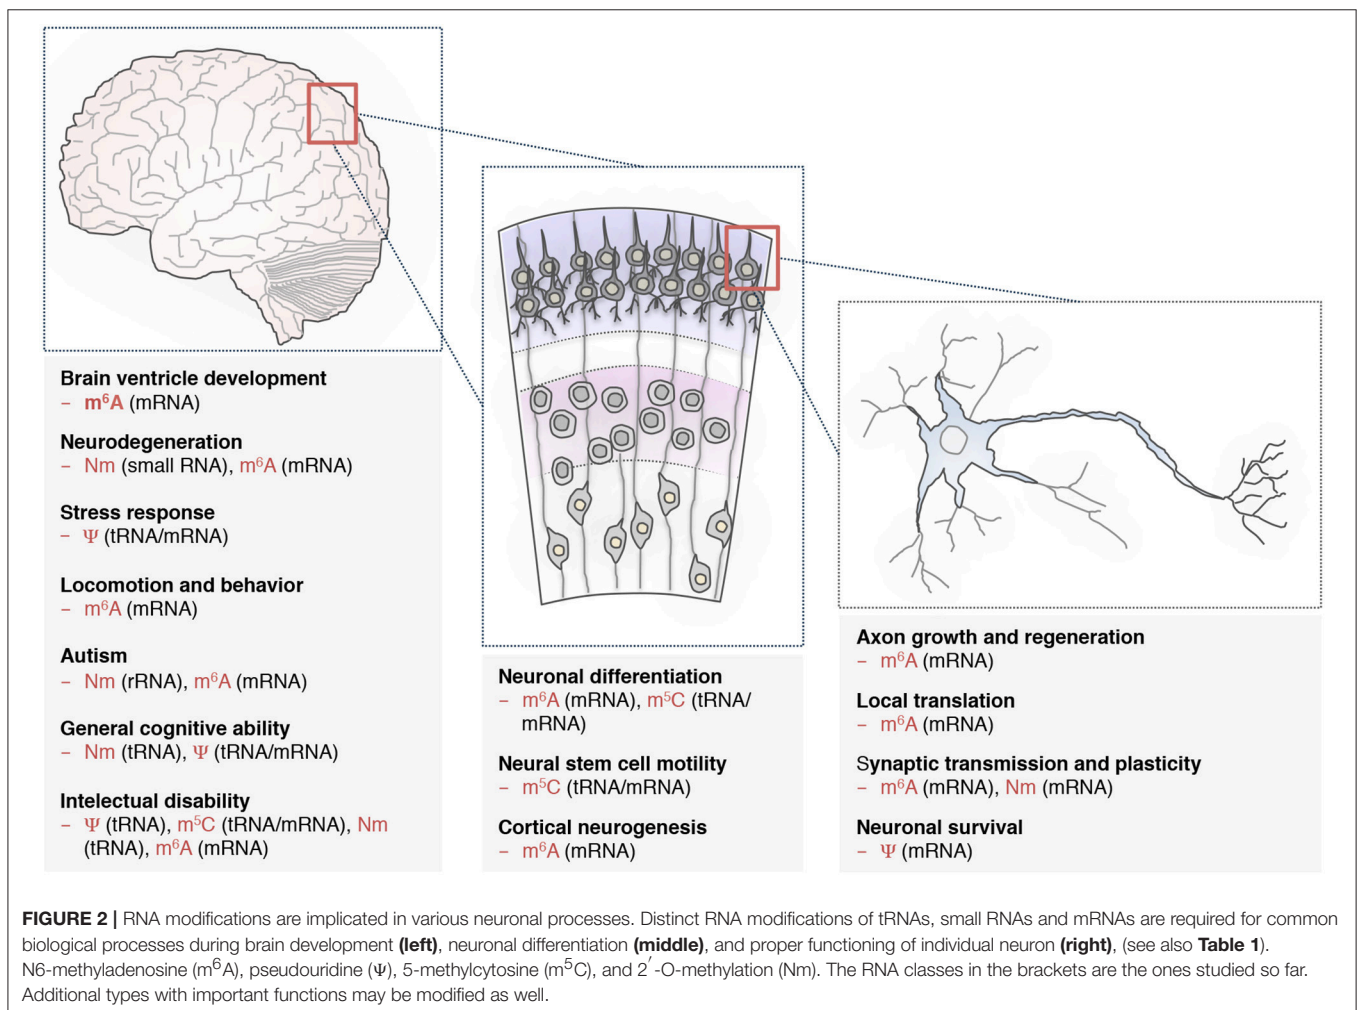 Brain ventricle development
– m⁶A (mRNA)
Neurodegeneration
– Nm (small RNA), m⁶A (mRNA)
Stress response
– Ψ (tRNA/mRNA)
Locomotion and behavior
– m⁶A (mRNA)
Autism
– Nm (rRNA), m⁶A (mRNA)
General cognitive ability
– Nm (tRNA), Ψ (tRNA/mRNA)
Intelectual disability
– Ψ (tRNA), m⁵C (tRNA/mRNA), Nm
(tRNA), m⁶A (mRNA)
Neuronal differentiation
– m⁶A (mRNA), m⁵C (tRNA/
mRNA)
Neural stem cell motility
– m⁵C (tRNA/mRNA)
Cortical neurogenesis
– m⁶A (mRNA)
Axon growth and regeneration
– m⁶A (mRNA)
Local translation
– m⁶A (mRNA)
Synaptic transmission and plasticity
– m⁶A (mRNA), Nm (mRNA)
Neuronal survival
– Ψ (mRNA)
FIGURE 2 | RNA modifications are implicated in various neuronal processes. Distinct RNA modifications of tRNAs, small RNAs and mRNAs are required for common
biological processes during brain development (left), neuronal differentiation (middle), and proper functioning of individual neuron (right), (see also Table 1).
N6-methyladenosine (m⁶A), pseudouridine (Ψ), 5-methylcytosine (m⁵C), and 2′-O-methylation (Nm). The RNA classes in the brackets are the ones studied so far.
Additional types with important functions may be modified as well.